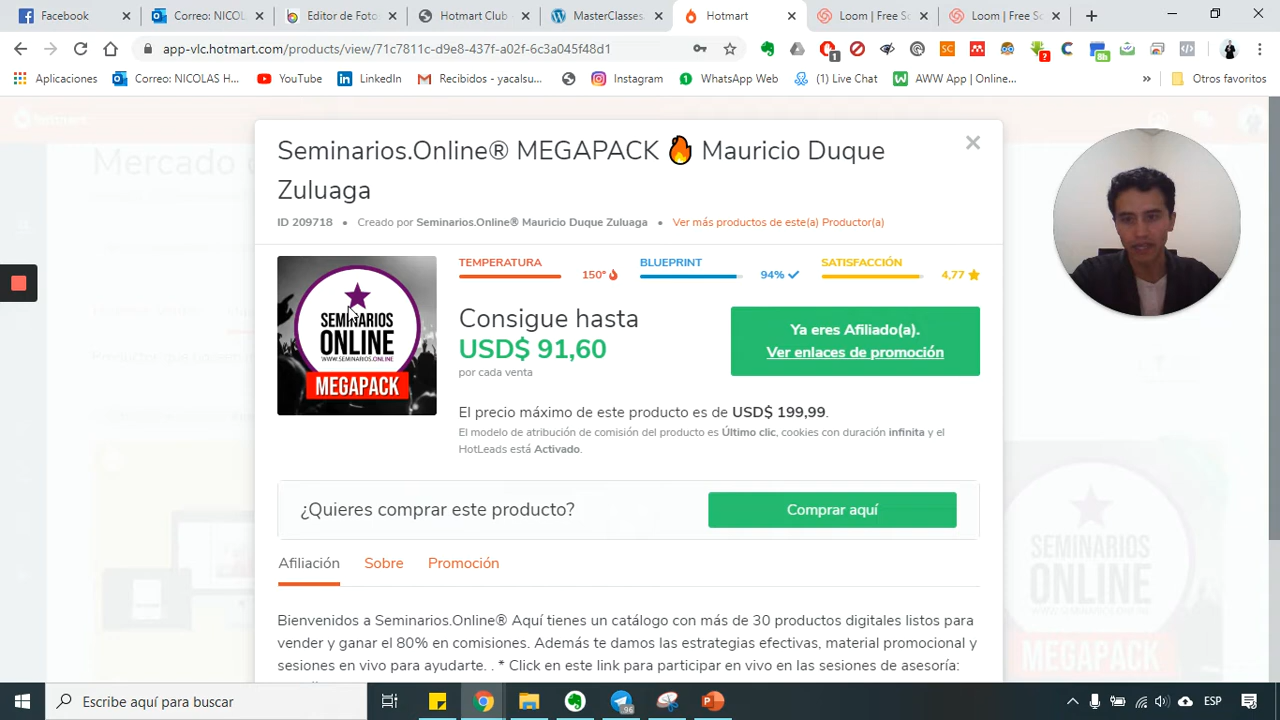 Facebook
Correo: NICOL
Editor de Foto
Hotmart Club -
MasterClasses
Hotmart
Loom | Free Sc
Loom | Free Sc
app-vlc.hotmart.com/products/view/71c7811c-d9e8-437f-a02f-6c3a045f48d1
Aplicaciones
Correo: NICOLAS H...
YouTube
LinkedIn
Recibidos - yacalsu...
Instagram
WhatsApp Web
(1) Live Chat
AWW App | Online...
»
Otros favoritos
Mercado
Seminarios.Online® MEGAPACK 🔥 Mauricio Duque
Zuluaga
ID 209718 • Creado por Seminarios.Online® Mauricio Duque Zuluaga • Ver más productos de este(a) Productor(a)
SEMINARIOS
ONLINE
WWW.SEMINARIOS.ONLINE
MEGAPACK
TEMPERATURA
150°
BLUEPRINT
94%
SATISFACCIÓN
4,77
Consigue hasta
USD$ 91,60
por cada venta
Ya eres Afiliado(a).
Ver enlaces de promoción
El precio máximo de este producto es de USD$ 199,99.
El modelo de atribución de comisión del producto es Último clic, cookies con duración infinita y el
HotLeads está Activado.
¿Quieres comprar este producto?
Comprar aquí
Afiliación
Sobre
Promoción
Bienvenidos a Seminarios.Online® Aquí tienes un catálogo con más de 30 productos digitales listos para
vender y ganar el 80% en comisiones. Además te damos las estrategias efectivas, material promocional y
sesiones en vivo para ayudarte. . * Click en este link para participar en vivo en las sesiones de asesoría:
SEMINARIOS
ONLINE
MEGAPACK
Escribe aquí para buscar
96
ESP